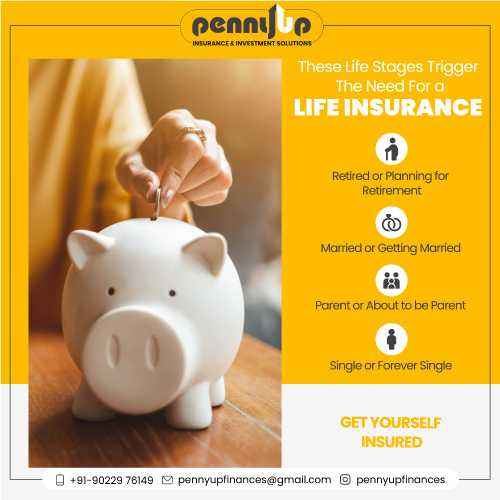 pennyUp
INSURANCE & INVESTMENT SOLUTIONS
These Life Stages Trigger
The Need For a
LIFE INSURANCE
Retired or Planning for
Retirement
Married or Getting Married
Parent or About to be Parent
Single or Forever Single
GET YOURSELF
INSURED
+91-90229 76149 pennyupfinances@gmail.com pennyupfinances